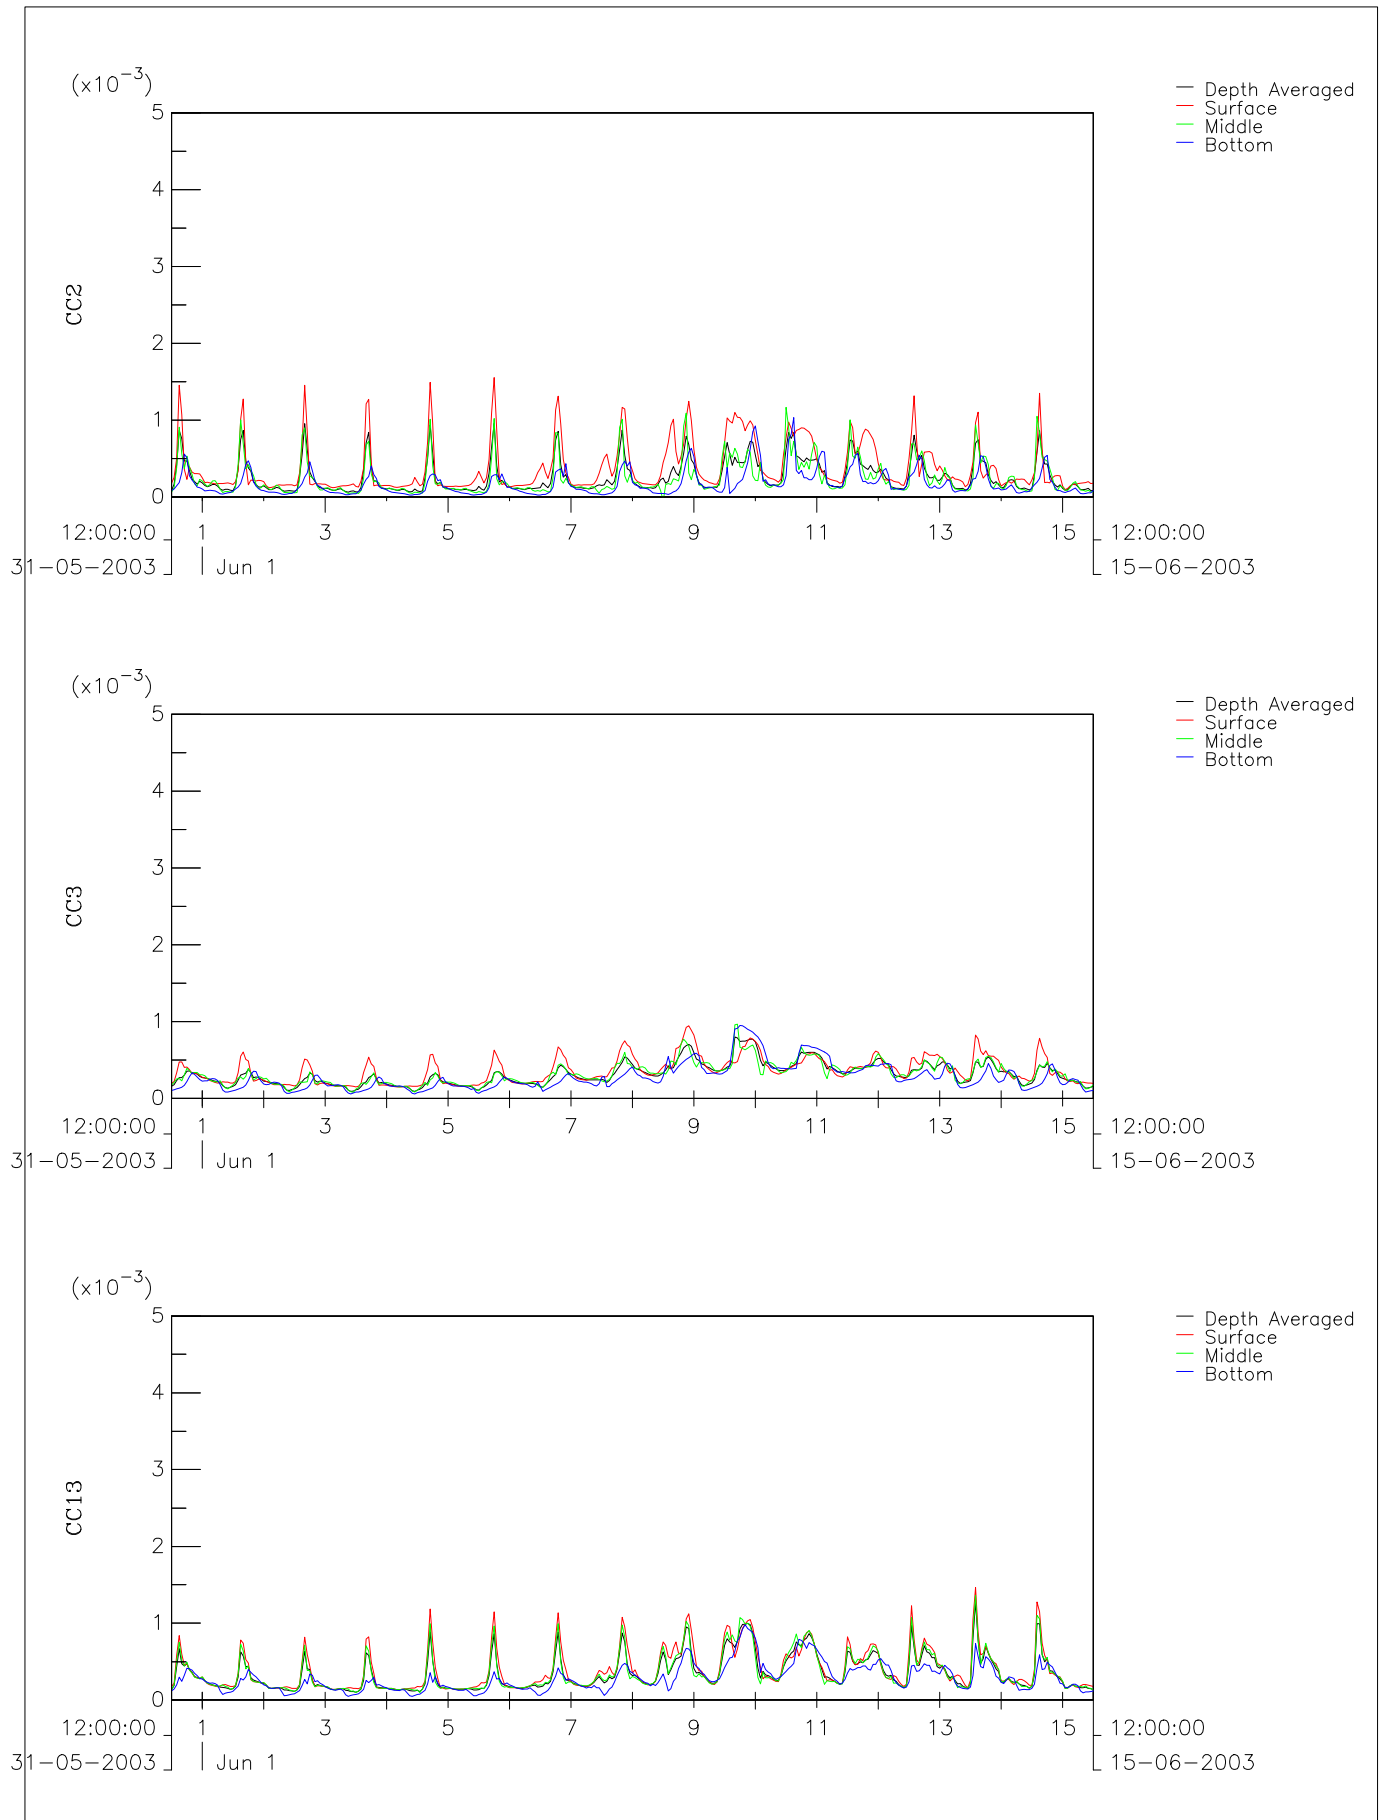 (x10⁻³)
Depth Averaged
Surface
Middle
Bottom
5
4
3
2
1
0
CC2
1 3 5 7 9 11 13 15
12:00:00 12:00:00
31-05-2003 Jun 1 15-06-2003
(x10⁻³)
Depth Averaged
Surface
Middle
Bottom
5
4
3
2
1
0
CC3
1 3 5 7 9 11 13 15
12:00:00 12:00:00
31-05-2003 Jun 1 15-06-2003
(x10⁻³)
Depth Averaged
Surface
Middle
Bottom
5
4
3
2
1
0
CC13
1 3 5 7 9 11 13 15
12:00:00 12:00:00
31-05-2003 Jun 1 15-06-2003